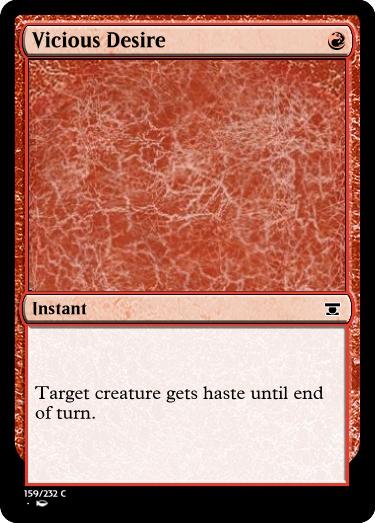 Vicious Desire
Instant
Target creature gets haste until end
of turn.
159/232 C